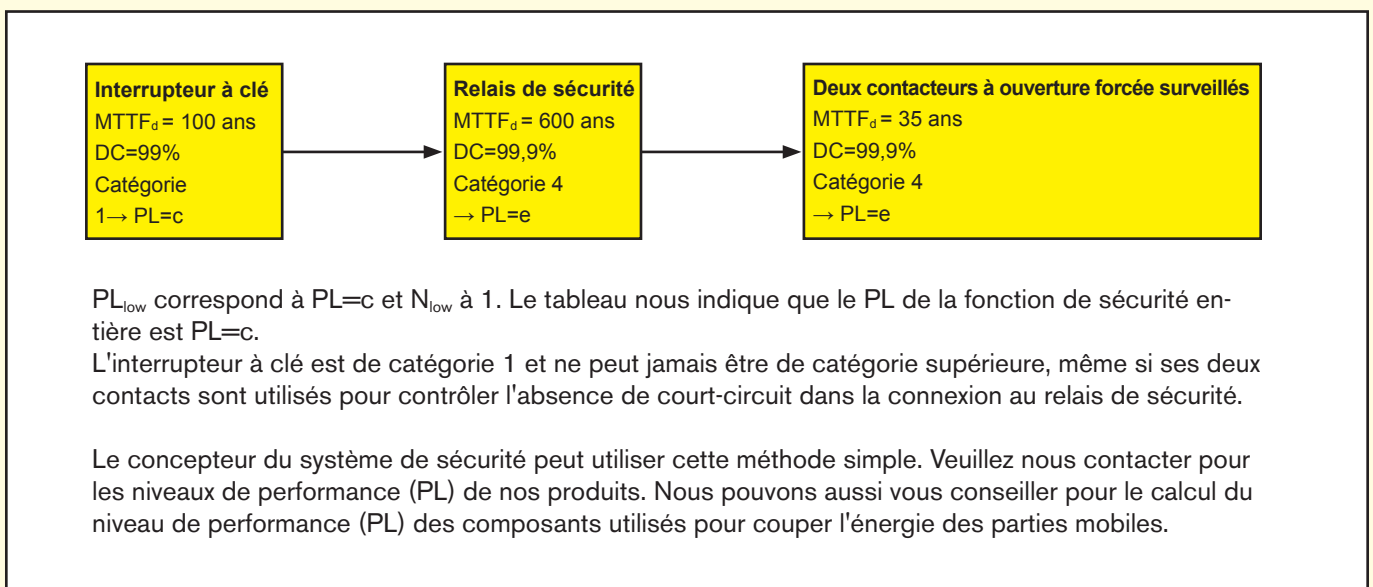 Interrupteur à clé
MTTFd = 100 ans
DC=99%
Catégorie
1→ PL=c
Relais de sécurité
MTTFd = 600 ans
DC=99,9%
Catégorie 4
→ PL=e
Deux contacteurs à ouverture forcée surveillés
MTTFd = 35 ans
DC=99,9%
Catégorie 4
→ PL=e
PLlow correspond à PL=c et Nlow à 1. Le tableau nous indique que le PL de la fonction de sécurité en-
tière est PL=c.
L'interrupteur à clé est de catégorie 1 et ne peut jamais être de catégorie supérieure, même si ses deux
contacts sont utilisés pour contrôler l'absence de court-circuit dans la connexion au relais de sécurité.
Le concepteur du système de sécurité peut utiliser cette méthode simple. Veuillez nous contacter pour
les niveaux de performance (PL) de nos produits. Nous pouvons aussi vous conseiller pour le calcul du
niveau de performance (PL) des composants utilisés pour couper l'énergie des parties mobiles.